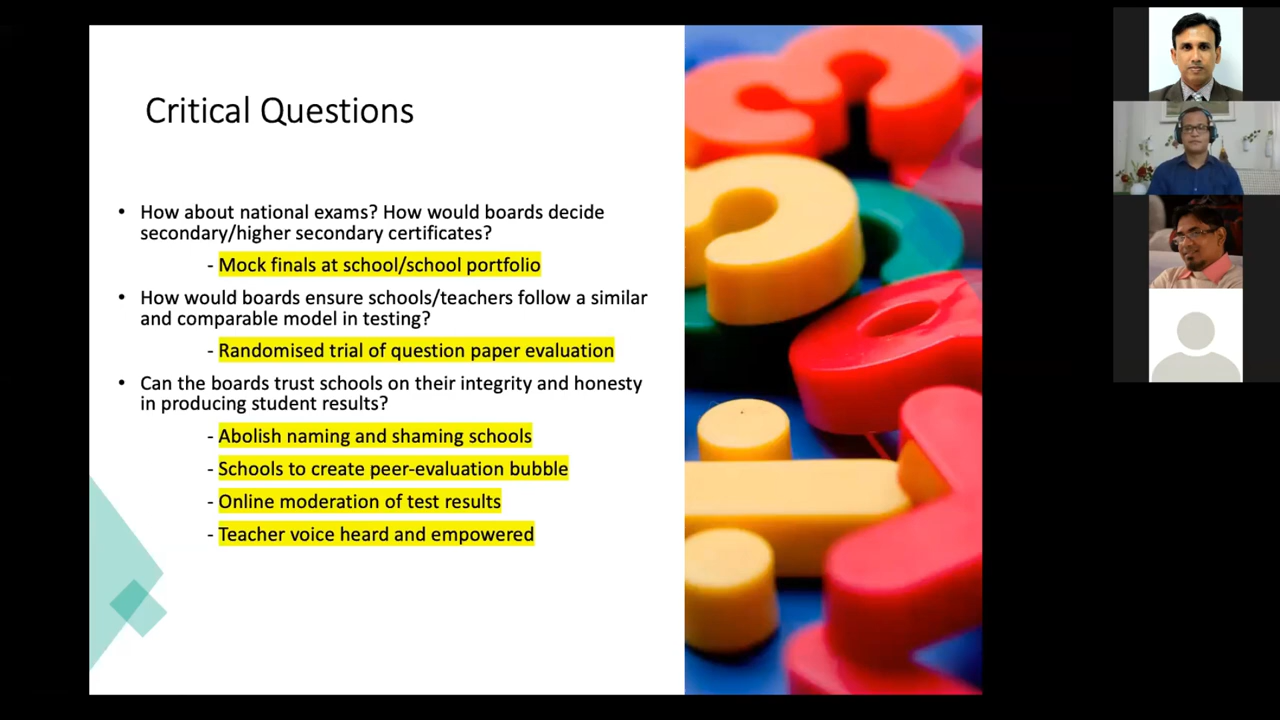 Critical Questions
• How about national exams? How would boards decide
secondary/higher secondary certificates?
- Mock finals at school/school portfolio
• How would boards ensure schools/teachers follow a similar
and comparable model in testing?
- Randomised trial of question paper evaluation
• Can the boards trust schools on their integrity and honesty
in producing student results?
- Abolish naming and shaming schools
- Schools to create peer-evaluation bubble
- Online moderation of test results
- Teacher voice heard and empowered